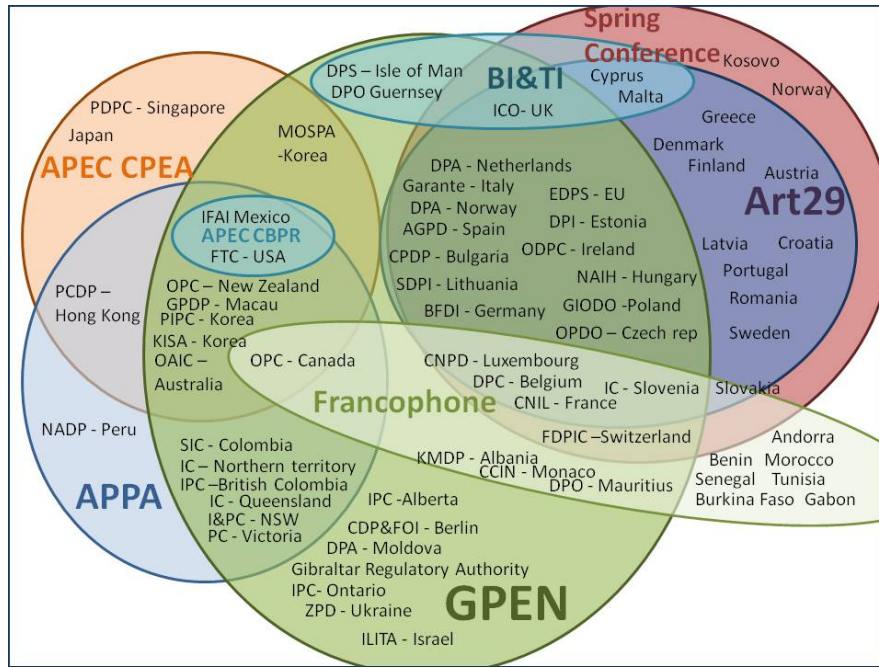 Spring
Conference
Kosovo
Norway
DPS – Isle of Man
DPO Guernsey
BI&TI
ICO- UK
Cyprus
Malta
PDPC - Singapore
Japan
MOSPA
-Korea
APEC CPEA
Greece
Denmark
Finland
Austria
Art29
Latvia
Croatia
Portugal
Romania
Sweden
Slovakia
DPA - Netherlands
Garante - Italy
DPA - Norway
AGPD - Spain
CPDP – Bulgaria
SDPI – Lithuania
BFDI – Germany
EDPS - EU
DPI - Estonia
ODPC - Ireland
NAIH - Hungary
GIODO -Poland
OPDO – Czech rep
IFAI Mexico
APEC CBPR
FTC - USA
PCDP –
Hong Kong
OPC – New Zealand
GPDP - Macau
PIPC - Korea
KISA – Korea
OAIC –
Australia
OPC - Canada
Francophone
CNPD – Luxembourg
DPC - Belgium
CNIL – France
IC - Slovenia
FDPIC –Switzerland
KMDP - Albania
CCIN - Monaco
DPO - Mauritius
Andorra
Benin Morocco
Senegal Tunisia
Burkina Faso Gabon
NADP - Peru
APPA
SIC - Colombia
IC – Northern territory
IPC –British Colombia
IC - Queensland
I&PC - NSW
PC - Victoria
IPC -Alberta
CDP&FOI - Berlin
DPA - Moldova
Gibraltar Regulatory Authority
IPC- Ontario
ZPD - Ukraine
ILITA - Israel
GPEN